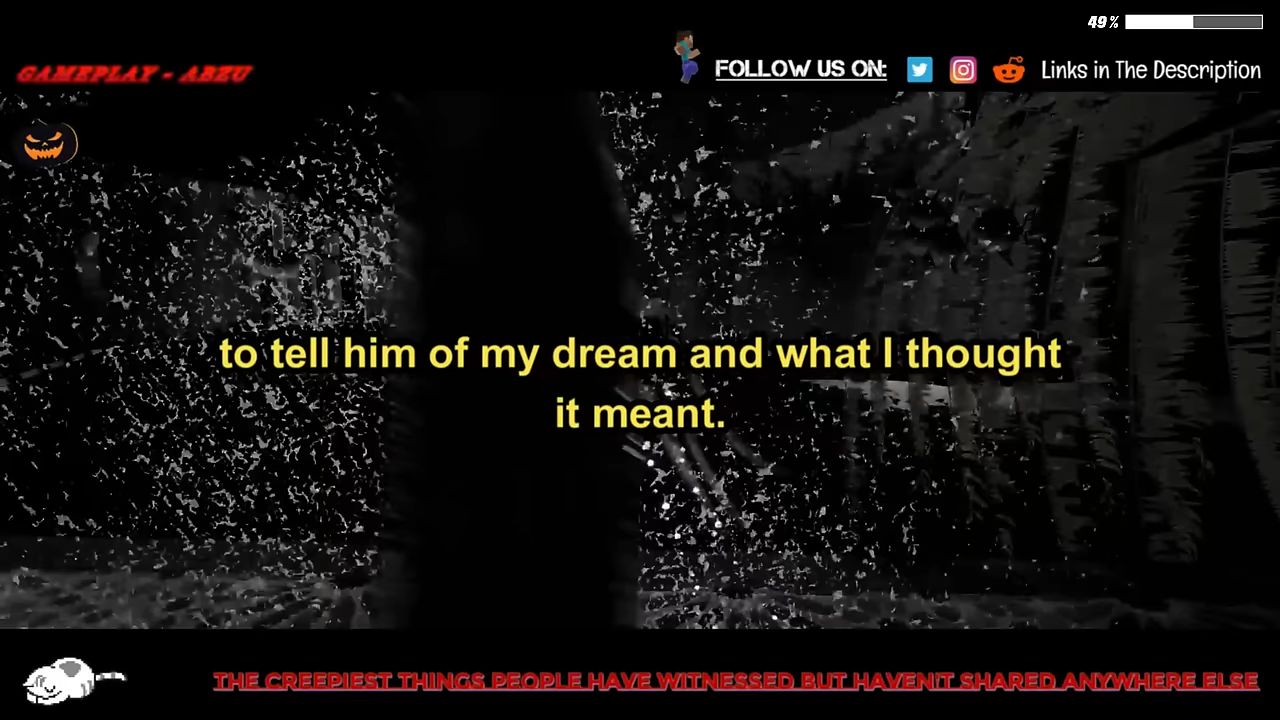 49%
GAMEPLAY - ABZU
FOLLOW US ON:
Links in The Description
to tell him of my dream and what I thought
it meant.
THE CREEPIEST THINGS PEOPLE HAVE WITNESSED BUT HAVEN'T SHARED ANYWHERE ELSE